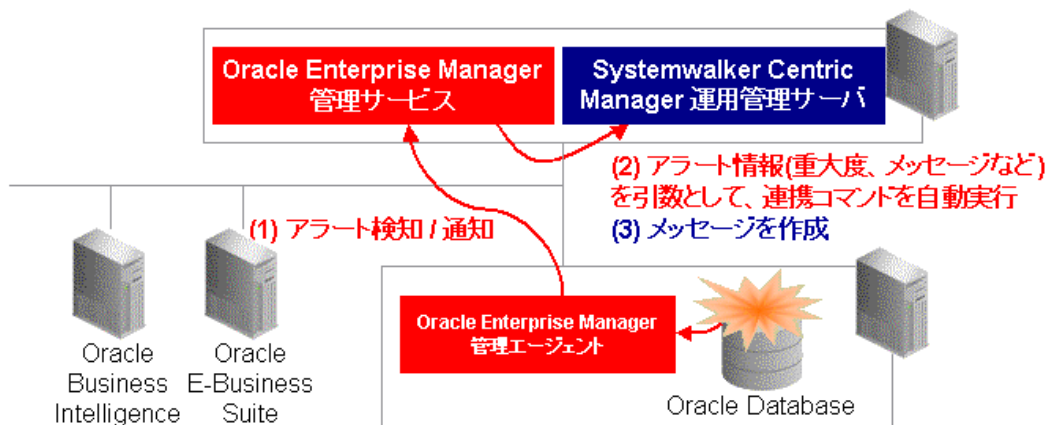 Oracle Enterprise Manager
管理サービス
Systemwalker Centric
Manager 運用管理サーバ
(2) アラート情報(重大度、メッセージなど)
を引数として、連携コマンドを自動実行
(3) メッセージを作成
(1) アラート検知 / 通知
Oracle Enterprise Manager
管理エージェント
Oracle Database
Oracle
Business
Intelligence
Oracle
E-Business
Suite